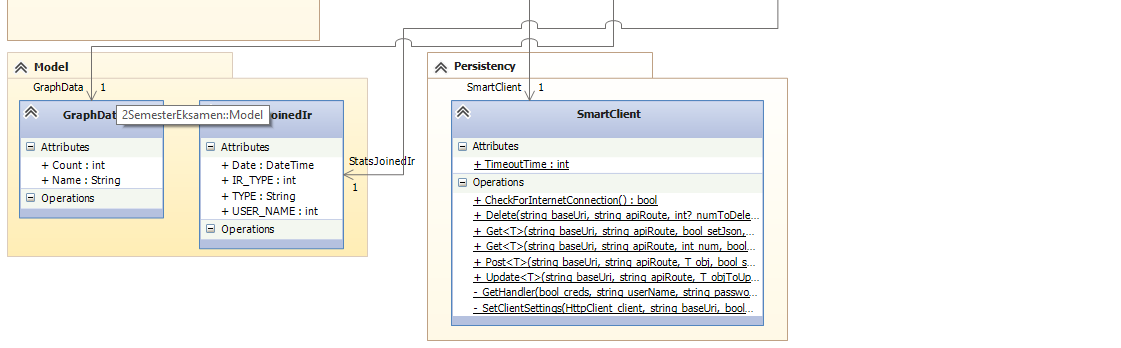 Model
GraphData
1
GraphDat
2SemesterEksamen::Model
oinedIr
Attributes
+ Count : int
+ Name : String
Operations
Attributes
+ Date : DateTime
+ IR_TYPE : int
+ TYPE : String
+ USER_NAME : int
Operations
StatsJoinedIr
1
Persistency
SmartClient
1
SmartClient
Attributes
+ TimeoutTime : int
Operations
+ CheckForInternetConnection() : bool
+ Delete(string baseUri, string apiRoute, int? numToDele...
+ Get<T>(string baseUri, string apiRoute, bool setJson,...
+ Get<T>(string baseUri, string apiRoute, int num, bool...
+ Post<T>(string baseUri, string apiRoute, T obj, bool s...
+ Update<T>(string baseUri, string apiRoute, T objToUp...
- GetHandler(bool creds, string userName, string passwo...
- SetClientSettings(HttpClient client, string baseUri, bool...